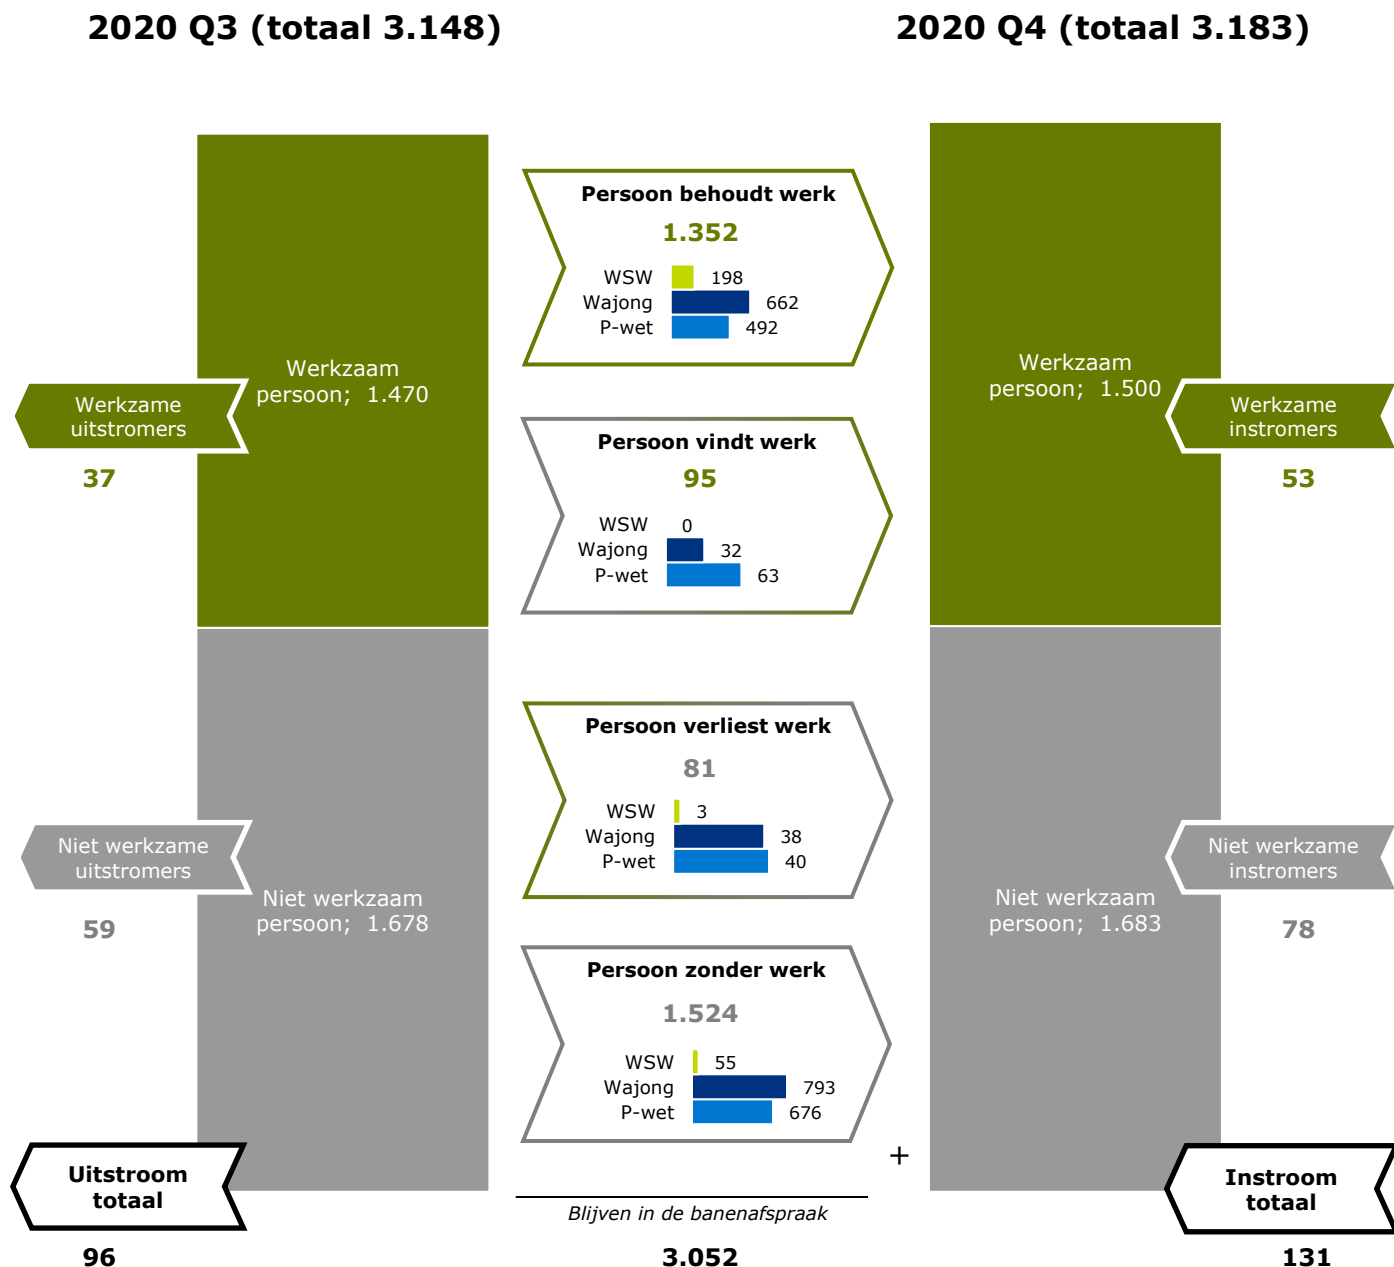 2020 Q3 (totaal 3.148)
2020 Q4 (totaal 3.183)
Werkzaam
persoon; 1.470
Werkzame
uitstromers
37
Niet werkzaam
persoon; 1.678
Niet werkzame
uitstromers
59
Uitstroom
totaal
96
Persoon behoudt werk
1.352
WSW 198
Wajong 662
P-wet 492
Persoon vindt werk
95
WSW 0
Wajong 32
P-wet 63
Persoon verliest werk
81
WSW 3
Wajong 38
P-wet 40
Persoon zonder werk
1.524
WSW 55
Wajong 793
P-wet 676
+
Blijven in de banenafspraak
3.052
Werkzaam
persoon; 1.500
Werkzame
instromers
53
Niet werkzaam
persoon; 1.683
Niet werkzame
instromers
78
Instroom
totaal
131